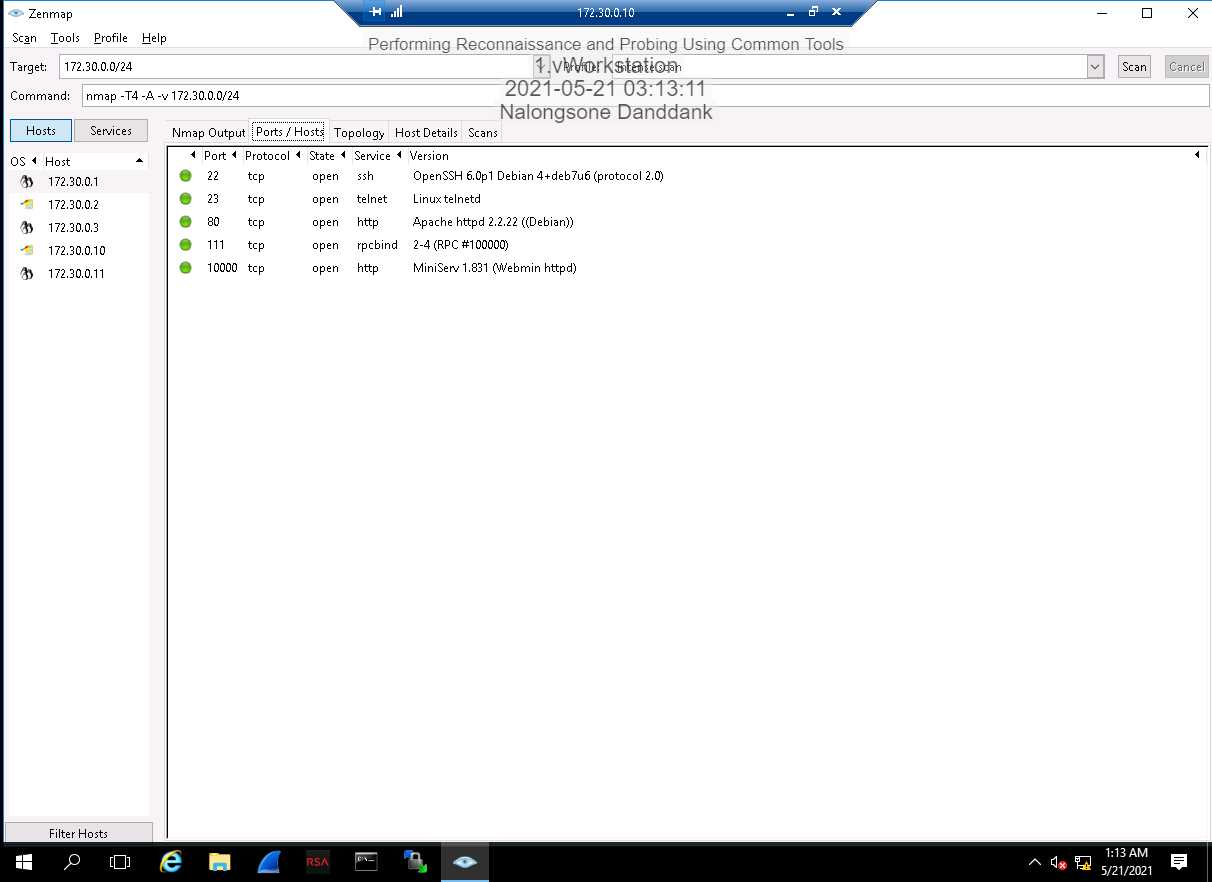 Zenmap
172.30.0.10
Scan Tools Profile Help
Performing Reconnaissance and Probing Using Common Tools
Target: 172.30.0.0/24 Profile: Intense scan Scan Cancel
1. vWorkstation
2021-05-21 03:13:11
Command: nmap -T4 -A -v 172.30.0.0/24
Nalongsone Danddank
Hosts Services
Nmap Output Ports / Hosts Topology Host Details Scans
OS Host
Port Protocol State Service Version
172.30.0.1
172.30.0.2
172.30.0.3
172.30.0.10
172.30.0.11
22 tcp open ssh OpenSSH 6.0p1 Debian 4+deb7u6 (protocol 2.0)
23 tcp open telnet Linux telnetd
80 tcp open http Apache httpd 2.2.22 ((Debian))
111 tcp open rpcbind 2-4 (RPC #100000)
10000 tcp open http MiniServ 1.831 (Webmin httpd)
Filter Hosts
RSA
1:13 AM
5/21/2021